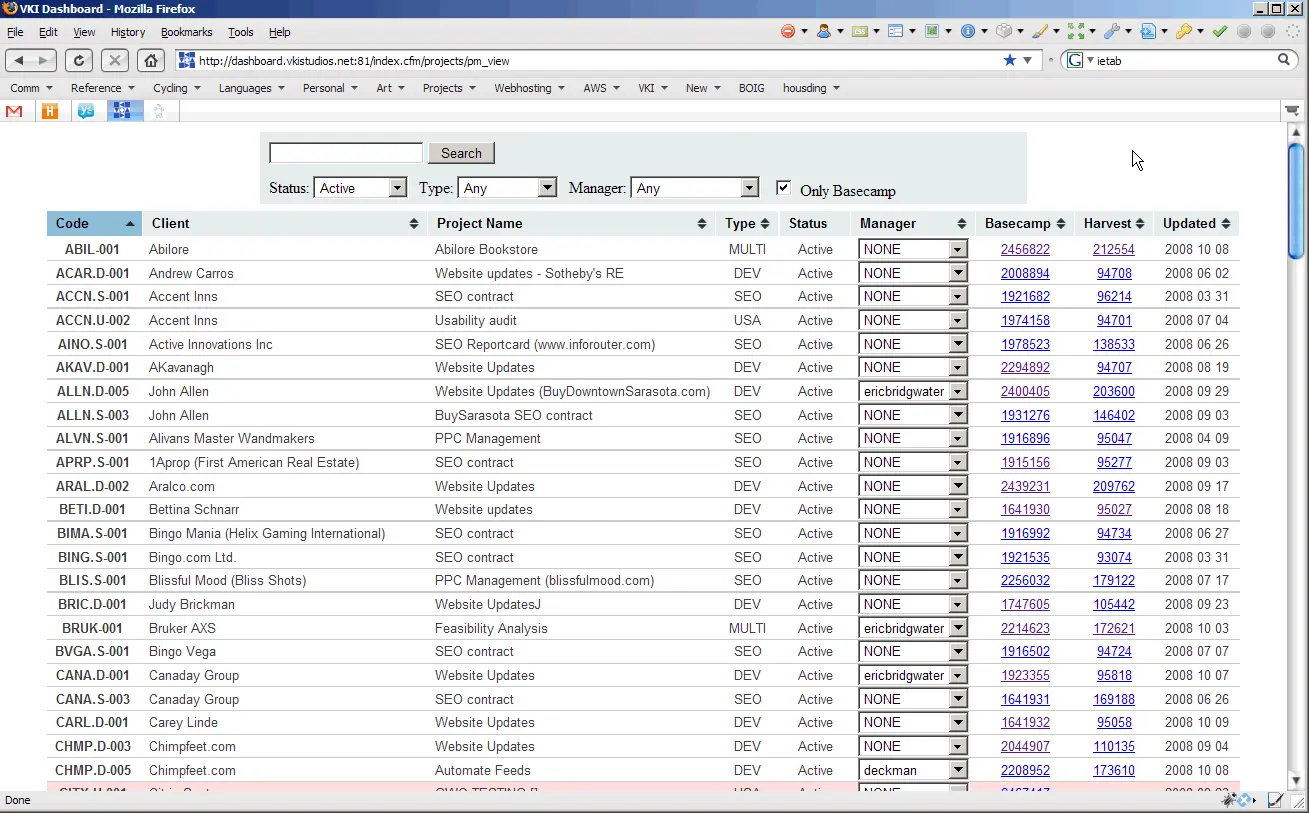 VKI Dashboard - Mozilla Firefox
File Edit View History Bookmarks Tools Help
http://dashboard.vkistudios.net:81/index.cfm/projects/pm_view
ietab
Comm Reference Cycling Languages Personal Art Projects Webhosting AWS VKI New BOIG housding
Search
Status: Active Type: Any Manager: Any Only Basecamp
Code Client Project Name Type Status Manager Basecamp Harvest Updated
ABIL-001 Abilore Abilore Bookstore MULTI Active NONE 2456822 212554 2008 10 08
ACAR.D-001 Andrew Carros Website updates - Sotheby's RE DEV Active NONE 2008894 94708 2008 06 02
ACCN.S-001 Accent Inns SEO contract SEO Active NONE 1921682 96214 2008 03 31
ACCN.U-002 Accent Inns Usability audit USA Active NONE 1974158 94701 2008 07 04
AINO.S-001 Active Innovations Inc SEO Reportcard (www.inforouter.com) SEO Active NONE 1978523 138533 2008 06 26
AKAV.D-001 AKavanagh Website Updates DEV Active NONE 2294892 94707 2008 08 19
ALLN.D-005 John Allen Website Updates (BuyDowntownSarasota.com) DEV Active ericbridgwater 2400405 203600 2008 09 29
ALLN.S-003 John Allen BuySarasota SEO contract SEO Active NONE 1931276 146402 2008 09 03
ALVN.S-001 Alivans Master Wandmakers PPC Management SEO Active NONE 1916896 95047 2008 04 09
APRP.S-001 1Aprop (First American Real Estate) SEO contract SEO Active NONE 1915156 95277 2008 09 03
ARAL.D-002 Aralco.com Website Updates DEV Active NONE 2439231 209762 2008 09 17
BETI.D-001 Bettina Schnarr Website updates DEV Active NONE 1641930 95027 2008 08 18
BIMA.S-001 Bingo Mania (Helix Gaming International) SEO contract SEO Active NONE 1916992 94734 2008 06 27
BING.S-001 Bingo.com Ltd. SEO contract SEO Active NONE 1921535 93074 2008 03 31
BLIS.S-001 Blissful Mood (Bliss Shots) PPC Management (blissfulmood.com) SEO Active NONE 2256032 179122 2008 07 17
BRIC.D-001 Judy Brickman Website UpdatesJ DEV Active NONE 1747605 105442 2008 09 23
BRUK-001 Bruker AXS Feasibility Analysis MULTI Active ericbridgwater 2214623 172621 2008 10 03
BVGA.S-001 Bingo Vega SEO contract SEO Active NONE 1916502 94724 2008 07 07
CANA.D-001 Canaday Group Website Updates DEV Active ericbridgwater 1923355 95818 2008 10 07
CANA.S-003 Canaday Group SEO contract SEO Active NONE 1641931 169188 2008 06 26
CARL.D-001 Carey Linde Website Updates DEV Active NONE 1641932 95058 2008 10 09
CHMP.D-003 Chimpfeet.com Website Updates DEV Active NONE 2044907 110135 2008 09 04
CHMP.D-005 Chimpfeet.com Automate Feeds DEV Active deckman 2208952 173610 2008 10 08
Done